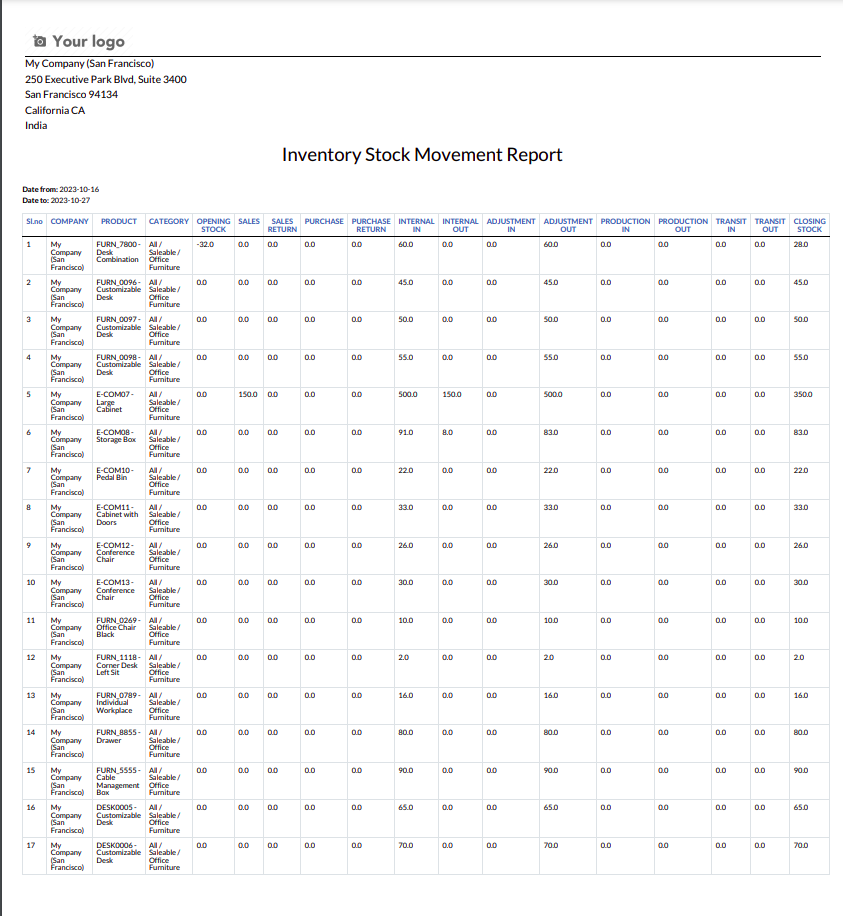 Your logo
My Company (San Francisco)
250 Executive Park Blvd, Suite 3400
San Francisco 94134
California CA
India
Inventory Stock Movement Report
Date from: 2023-10-16
Date to: 2023-10-27
Sl.no COMPANY PRODUCT CATEGORY OPENING STOCK SALES SALES RETURN PURCHASE PURCHASE RETURN INTERNAL IN INTERNAL OUT ADJUSTMENT IN ADJUSTMENT OUT PRODUCTION IN PRODUCTION OUT TRANSIT IN TRANSIT OUT CLOSING STOCK
1 My Company (San Francisco) FURN_7800 - Desk Combination All / Saleable / Office Furniture -32.0 0.0 0.0 0.0 0.0 60.0 0.0 0.0 60.0 0.0 0.0 0.0 0.0 28.0
2 My Company (San Francisco) FURN_0096 - Customizable Desk All / Saleable / Office Furniture 0.0 0.0 0.0 0.0 0.0 45.0 0.0 0.0 45.0 0.0 0.0 0.0 0.0 45.0
3 My Company (San Francisco) FURN_0097 - Customizable Desk All / Saleable / Office Furniture 0.0 0.0 0.0 0.0 0.0 50.0 0.0 0.0 50.0 0.0 0.0 0.0 0.0 50.0
4 My Company (San Francisco) FURN_0098 - Customizable Desk All / Saleable / Office Furniture 0.0 0.0 0.0 0.0 0.0 55.0 0.0 0.0 55.0 0.0 0.0 0.0 0.0 55.0
5 My Company (San Francisco) E-COM07 - Large Cabinet All / Saleable / Office Furniture 0.0 150.0 0.0 0.0 0.0 500.0 150.0 0.0 500.0 0.0 0.0 0.0 0.0 350.0
6 My Company (San Francisco) E-COM08 - Storage Box All / Saleable / Office Furniture 0.0 0.0 0.0 0.0 0.0 91.0 8.0 0.0 83.0 0.0 0.0 0.0 0.0 83.0
7 My Company (San Francisco) E-COM10 - Pedal Bin All / Saleable / Office Furniture 0.0 0.0 0.0 0.0 0.0 22.0 0.0 0.0 22.0 0.0 0.0 0.0 0.0 22.0
8 My Company (San Francisco) E-COM11 - Cabinet with Doors All / Saleable / Office Furniture 0.0 0.0 0.0 0.0 0.0 33.0 0.0 0.0 33.0 0.0 0.0 0.0 0.0 33.0
9 My Company (San Francisco) E-COM12 - Conference Chair All / Saleable / Office Furniture 0.0 0.0 0.0 0.0 0.0 26.0 0.0 0.0 26.0 0.0 0.0 0.0 0.0 26.0
10 My Company (San Francisco) E-COM13 - Conference Chair All / Saleable / Office Furniture 0.0 0.0 0.0 0.0 0.0 30.0 0.0 0.0 30.0 0.0 0.0 0.0 0.0 30.0
11 My Company (San Francisco) FURN_0269 - Office Chair Black All / Saleable / Office Furniture 0.0 0.0 0.0 0.0 0.0 10.0 0.0 0.0 10.0 0.0 0.0 0.0 0.0 10.0
12 My Company (San Francisco) FURN_1118 - Corner Desk Left Sit All / Saleable / Office Furniture 0.0 0.0 0.0 0.0 0.0 2.0 0.0 0.0 2.0 0.0 0.0 0.0 0.0 2.0
13 My Company (San Francisco) FURN_0789 - Individual Workplace All / Saleable / Office Furniture 0.0 0.0 0.0 0.0 0.0 16.0 0.0 0.0 16.0 0.0 0.0 0.0 0.0 16.0
14 My Company (San Francisco) FURN_8855 - Drawer All / Saleable / Office Furniture 0.0 0.0 0.0 0.0 0.0 80.0 0.0 0.0 80.0 0.0 0.0 0.0 0.0 80.0
15 My Company (San Francisco) FURN_5555 - Cable Management Box All / Saleable / Office Furniture 0.0 0.0 0.0 0.0 0.0 90.0 0.0 0.0 90.0 0.0 0.0 0.0 0.0 90.0
16 My Company (San Francisco) DESK0005 - Customizable Desk All / Saleable / Office Furniture 0.0 0.0 0.0 0.0 0.0 65.0 0.0 0.0 65.0 0.0 0.0 0.0 0.0 65.0
17 My Company (San Francisco) DESK0006 - Customizable Desk All / Saleable / Office Furniture 0.0 0.0 0.0 0.0 0.0 70.0 0.0 0.0 70.0 0.0 0.0 0.0 0.0 70.0